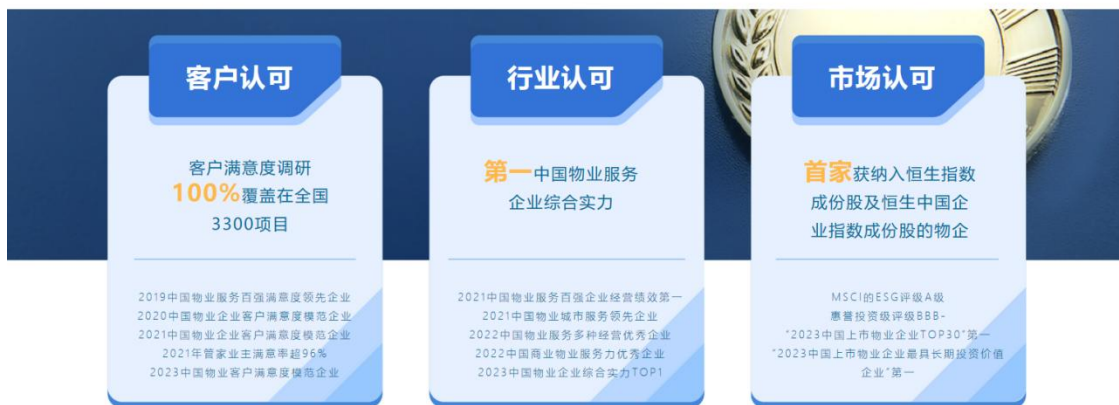 客户认可
客户满意度调研
100%覆盖在全国
3300项目
2019中国物业服务百强满意度领先企业
2020中国物业企业客户满意度模范企业
2021中国物业企业客户满意度模范企业
2021年管家业主满意率超96%
2023中国物业客户满意度模范企业
行业认可
第一中国物业服务
企业综合实力
2021中国物业服务百强企业经营绩效第一
2021中国物业城市服务领先企业
2022中国物业服务多种经营优秀企业
2022中国商业物业服务力优秀企业
2023中国物业企业综合实力TOP1
市场认可
首家获纳入恒生指数
成份股及恒生中国企
业指数成份股的物企
MSCI的ESG评级A级
惠誉投资级评级BBB-
“2023中国上市物业企业TOP30”第一
“2023中国上市物业企业最具长期投资价值
企业”第一